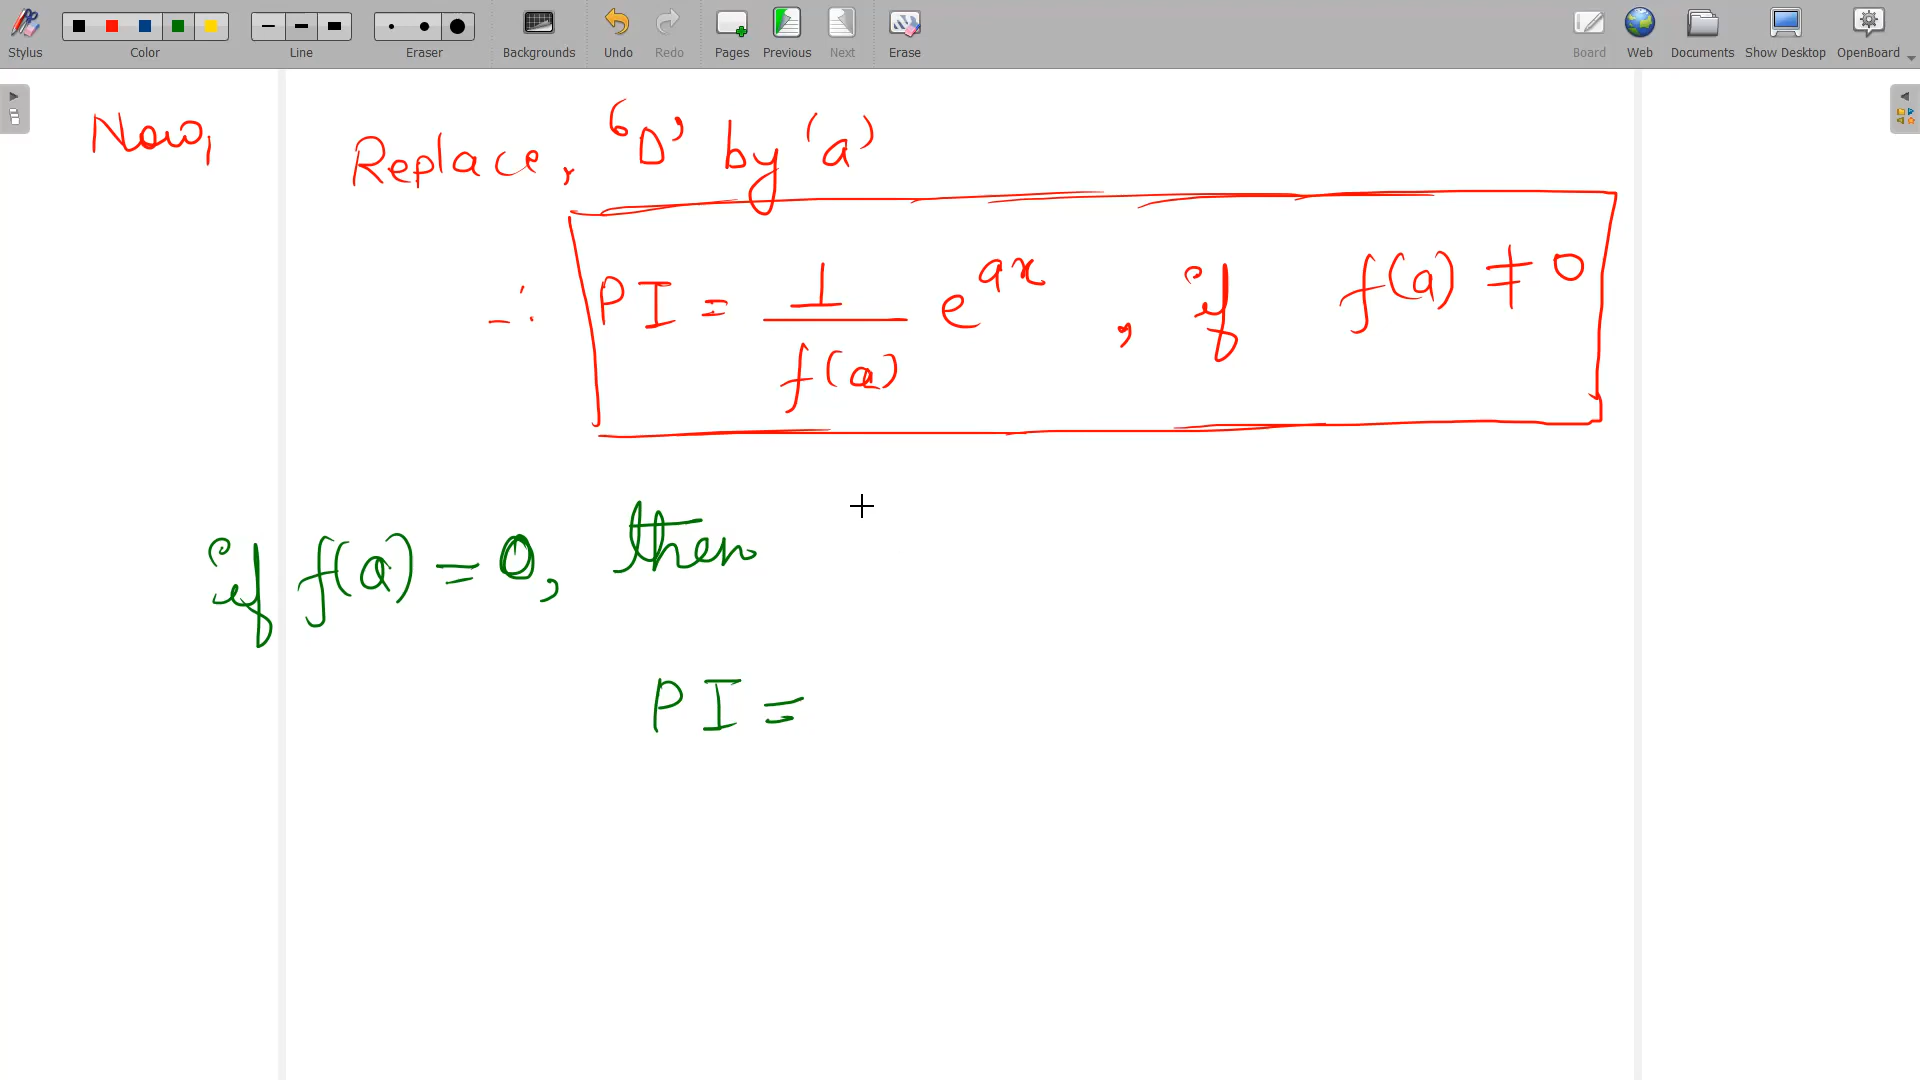 Stylus Color Line Eraser Backgrounds Undo Redo Pages Previous Next Erase Board Web Documents Show Desktop OpenBoard
Now, Replace, 'D' by 'a'
∴ PI = 1/f(a) e^{ax}, if f(a) ≠ 0
if f(a) = 0, then
PI =